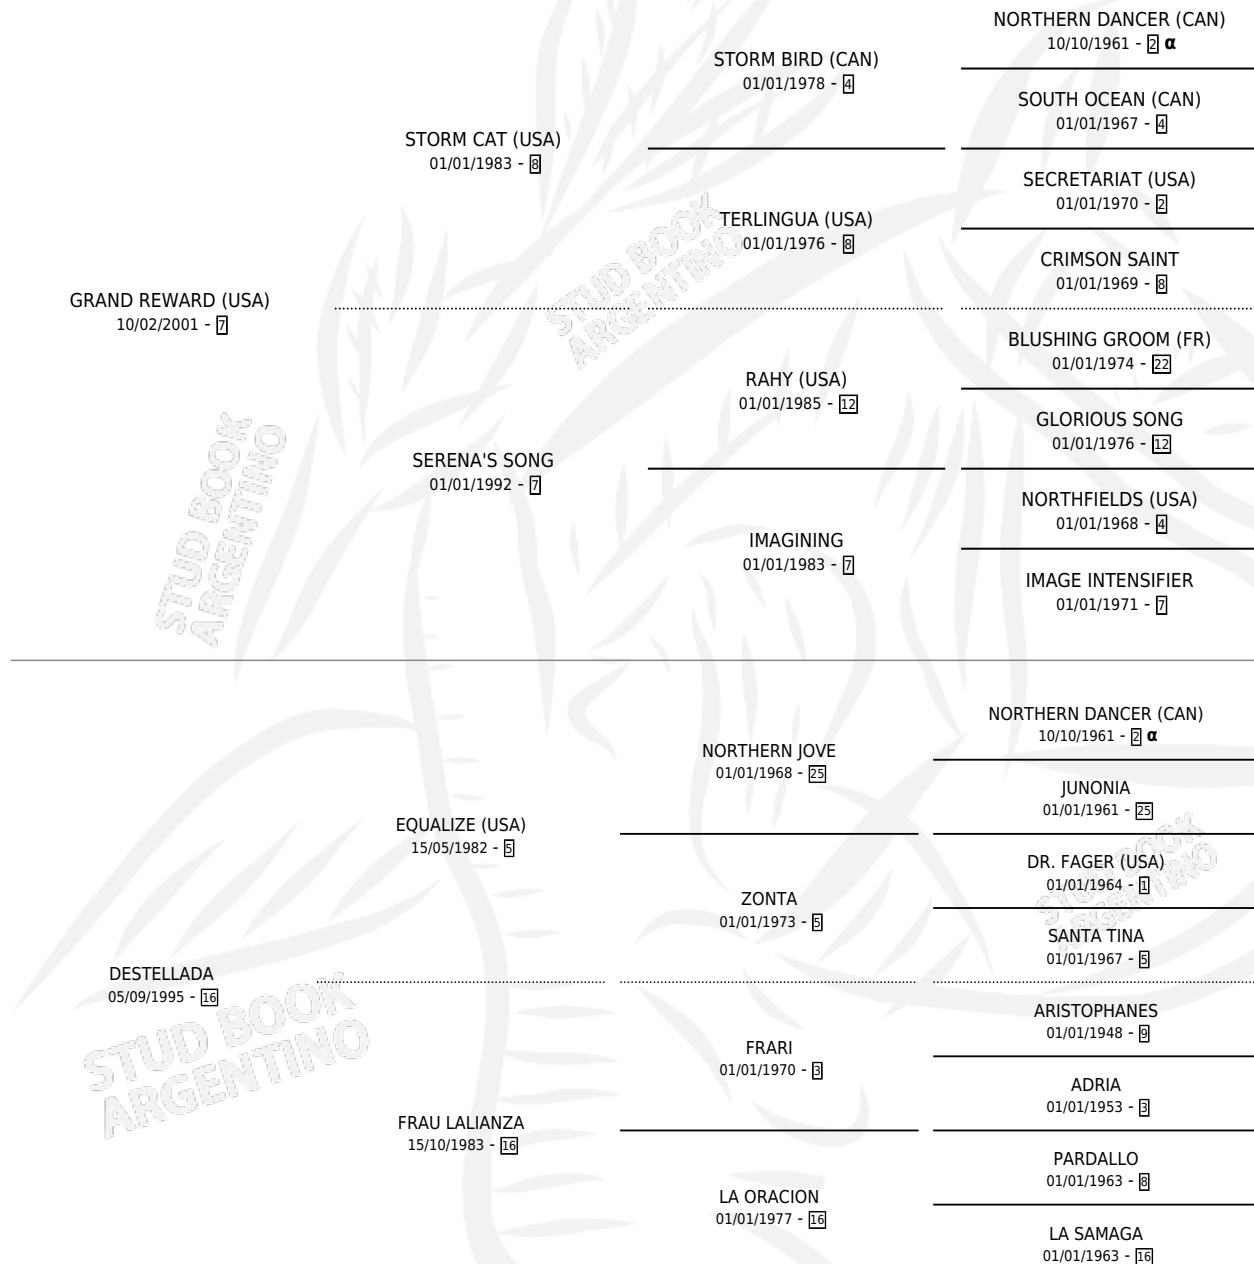 NORTHERN DANCER (CAN)
10/10/1961 - 2 α
STORM BIRD (CAN)
01/01/1978 - 4
SOUTH OCEAN (CAN)
01/01/1967 - 4
STORM CAT (USA)
01/01/1983 - 8
SECRETARIAT (USA)
01/01/1970 - 2
TERLINGUA (USA)
01/01/1976 - 8
CRIMSON SAINT
01/01/1969 - 8
GRAND REWARD (USA)
10/02/2001 - 7
BLUSHING GROOM (FR)
01/01/1974 - 22
RAHY (USA)
01/01/1985 - 12
GLORIOUS SONG
01/01/1976 - 12
SERENA'S SONG
01/01/1992 - 7
NORTHFIELDS (USA)
01/01/1968 - 4
IMAGINING
01/01/1983 - 7
IMAGE INTENSIFIER
01/01/1971 - 7
STUD BOOK
ARGENTINO
STUD BOOK
ARGENTINO
NORTHERN DANCER (CAN)
10/10/1961 - 2 α
NORTHERN JOVE
01/01/1968 - 25
JUNONIA
01/01/1961 - 25
EQUALIZE (USA)
15/05/1982 - 5
DR. FAGER (USA)
01/01/1964 - 1
ZONTA
01/01/1973 - 5
SANTA TINA
01/01/1967 - 5
DESTELLADA
05/09/1995 - 16
ARISTOPHANES
01/01/1948 - 9
FRARI
01/01/1970 - 3
ADRIA
01/01/1953 - 3
FRAU LALIANZA
15/10/1983 - 16
PARDALLO
01/01/1963 - 8
LA ORACION
01/01/1977 - 16
LA SAMAGA
01/01/1963 - 16
STUD BOOK
ARGENTINO
STUD BOOK
ARGENTINO